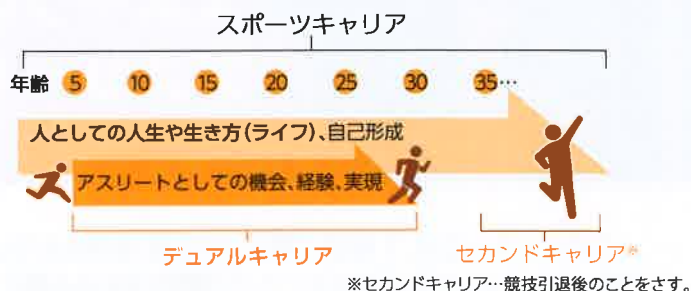 スポーツキャリア
年齢 5 10 15 20 25 30 35…
人としての人生や生き方(ライフ)、自己形成
アスリートとしての機会、経験、実現
デュアルキャリア セカンドキャリア※
※セカンドキャリア…競技引退後のことをさす。